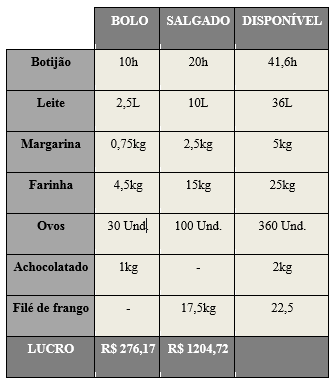 BOLO SALGADO DISPONÍVEL
Botijão 10h 20h 41,6h
Leite 2,5L 10L 36L
Margarina 0,75kg 2,5kg 5kg
Farinha 4,5kg 15kg 25kg
Ovos 30 Und. 100 Und. 360 Und.
Achocolatado 1kg - 2kg
Filé de frango - 17,5kg 22,5
LUCRO R$ 276,17 R$ 1204,72